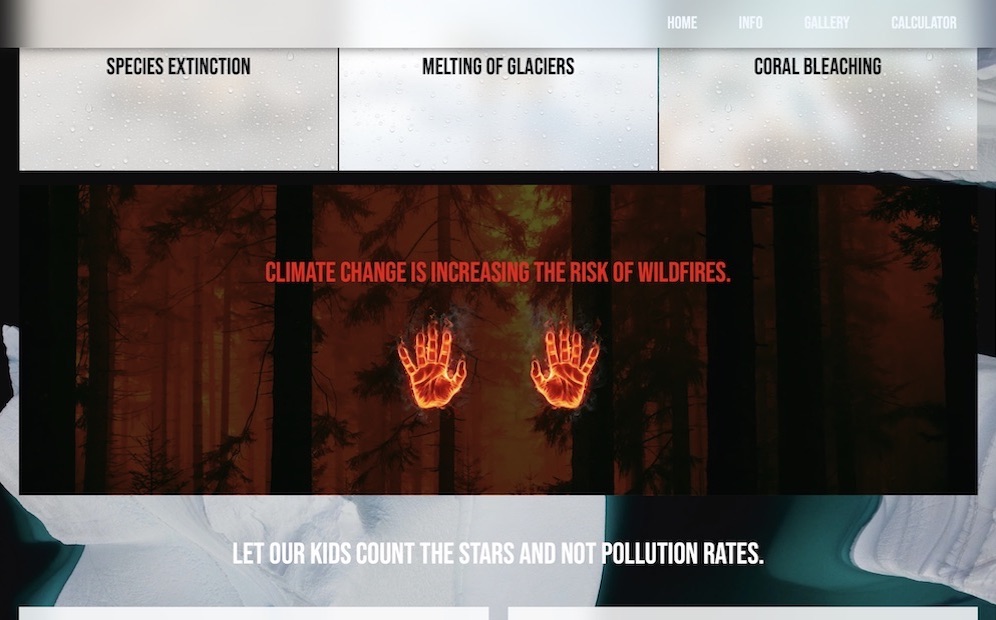 HOME INFO GALLERY CALCULATOR
SPECIES EXTINCTION
MELTING OF GLACIERS
CORAL BLEACHING
CLIMATE CHANGE IS INCREASING THE RISK OF WILDFIRES.
LET OUR KIDS COUNT THE STARS AND NOT POLLUTION RATES.